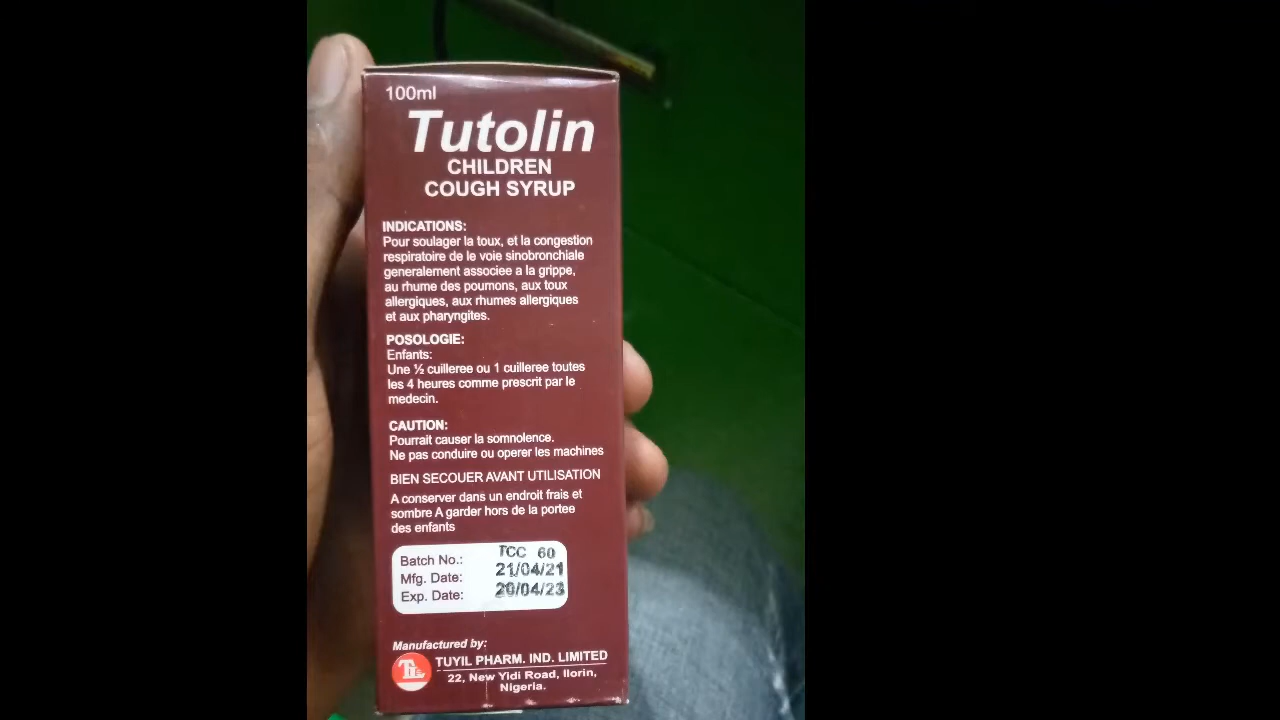 100ml
Tutolin
CHILDREN
COUGH SYRUP
INDICATIONS:
Pour soulager la toux, et la congestion
respiratoire de le voie sinobronchiale
generalement associee a la grippe,
au rhume des poumons, aux toux
allergiques, aux rhumes allergiques
et aux pharyngites.
POSOLOGIE:
Enfants:
Une ½ cuilleree ou 1 cuilleree toutes
les 4 heures comme prescrit par le
medecin.
CAUTION:
Pourrait causer la somnolence.
Ne pas conduire ou operer les machines
BIEN SECOUER AVANT UTILISATION
A conserver dans un endroit frais et
sombre A garder hors de la portee
des enfants
Batch No.: TCC 60
Mfg. Date: 21/04/21
Exp. Date: 20/04/23
Manufactured by:
TUYIL PHARM. IND. LIMITED
22, New Yidi Road, Ilorin,
Nigeria.